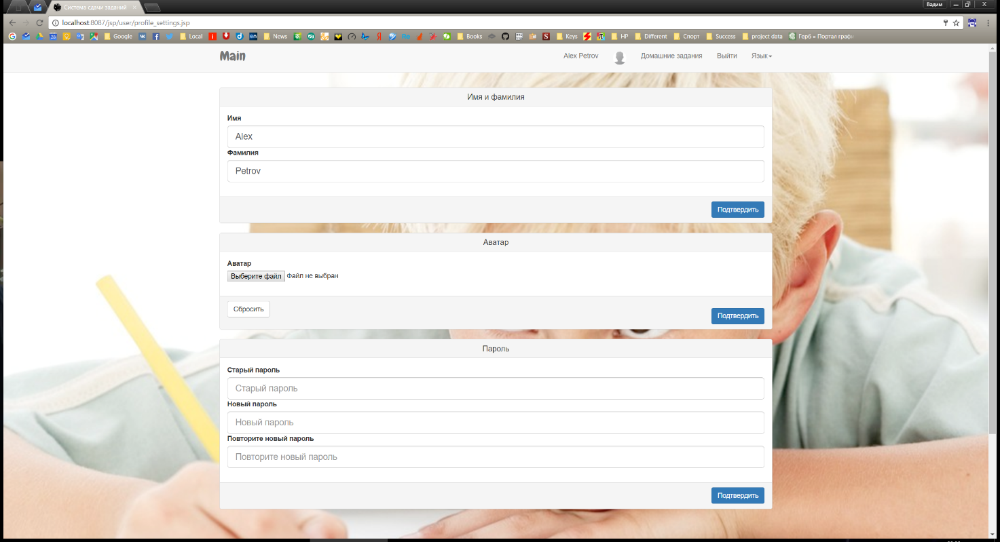 Система сдачи заданий
Вадим
localhost:8087/jsp/user/profile_settings.jsp
Google Local News Books Keys HP Different Спорт Success project data Герб » Портал граф
Main Alex Petrov Домашние задания Выйти Язык
Имя и фамилия
Имя
Alex
Фамилия
Petrov
Подтвердить
Аватар
Аватар
Выберите файл Файл не выбран
Сбросить
Подтвердить
Пароль
Старый пароль
Старый пароль
Новый пароль
Новый пароль
Повторите новый пароль
Повторите новый пароль
Подтвердить